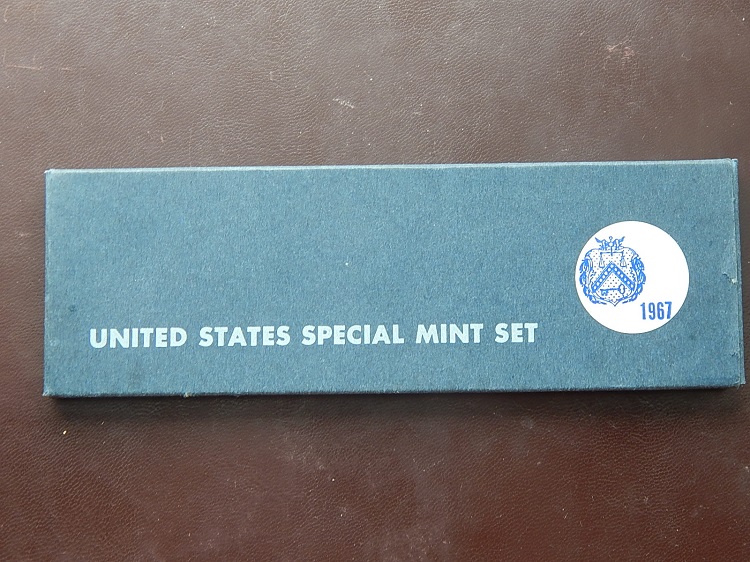 UNITED STATES SPECIAL MINT SET
1967